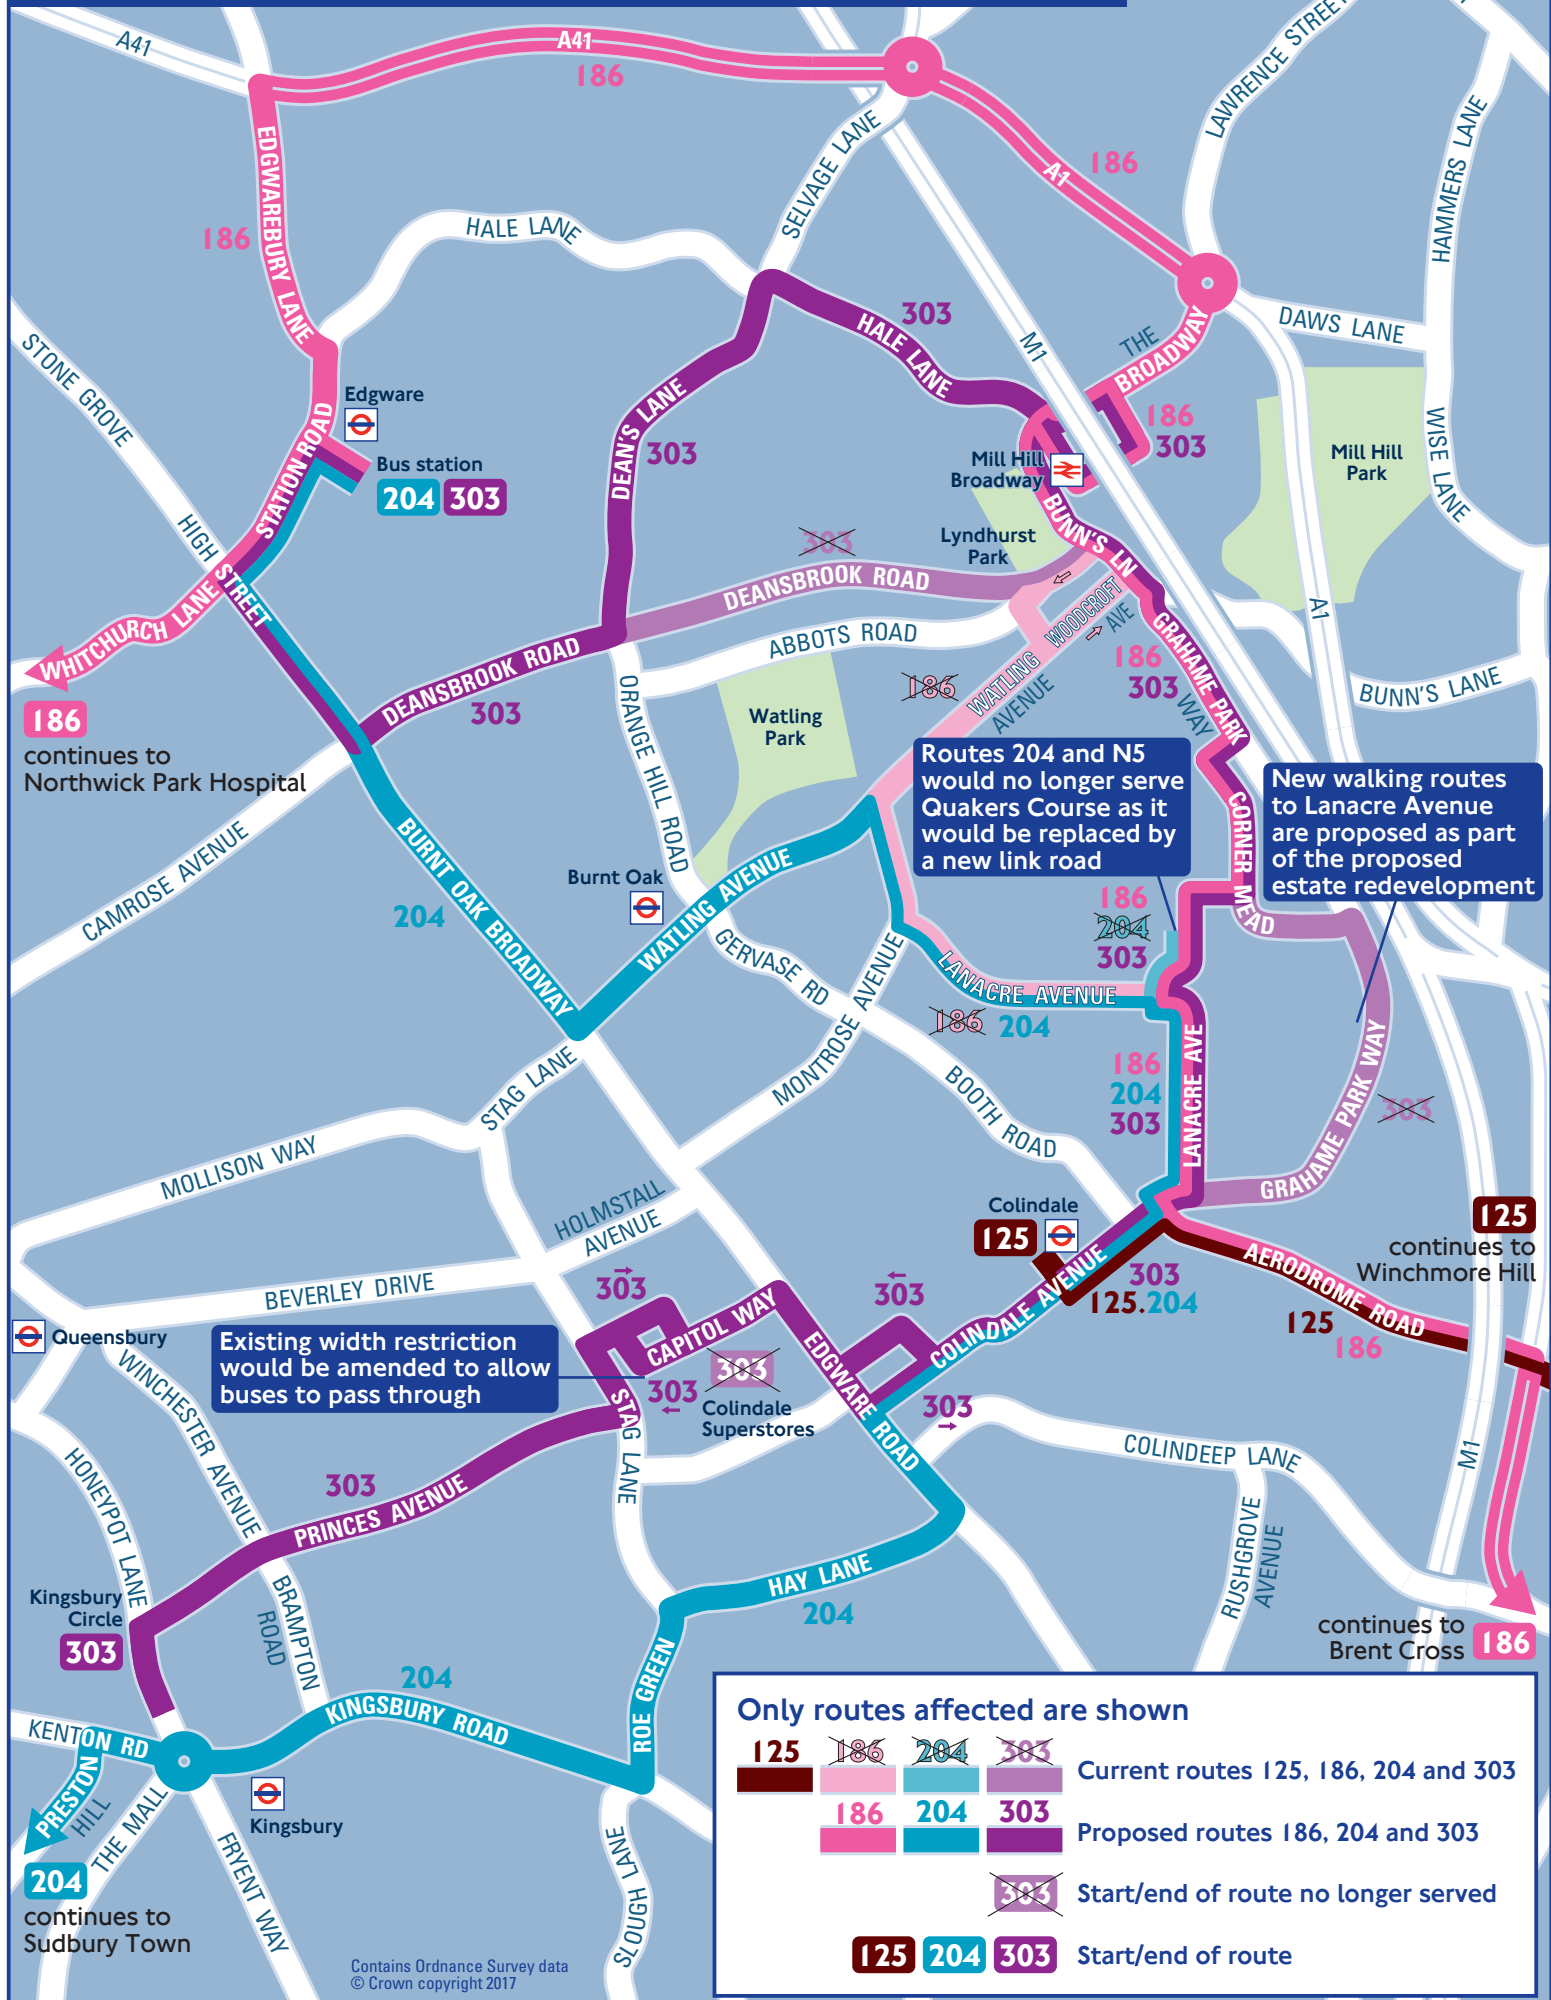 A41
A41
186
LAWRENCE STREET
HAMMERS LANE
SELVAGE LANE
A1
186
EDGWAREBURY LANE
186
HALE LANE
303
HALE LANE
M1
THE
BROADWAY
DAWS LANE
STONE GROVE
Edgware
Bus station
204 303
STATION ROAD
DEAN'S LANE
303
186
303
Mill Hill
Broadway
Mill Hill
Park
WISE LANE
BUNN'S LN
Lyndhurst
Park
HIGH
STREET
303
DEANSBROOK ROAD
WHITCHURCH LANE
186
continues to
Northwick Park Hospital
DEANSBROOK ROAD
303
ABBOTS ROAD
WOODCROFT
AVE
WATLING
AVENUE
186
186
303
GRAHAME PARK
WAY
A1
BUNN'S LANE
ORANGE HILL ROAD
Watling
Park
Routes 204 and N5
would no longer serve
Quakers Course as it
would be replaced by
a new link road
New walking routes
to Lanacre Avenue
are proposed as part
of the proposed
estate redevelopment
CORNER MEAD
CAMROSE AVENUE
BURNT OAK BROADWAY
204
Burnt Oak
WATLING AVENUE
186
204
303
GERVASE RD
LANACRE AVENUE
186 204
MONTROSE AVENUE
BOOTH ROAD
186
204
303
LANACRE AVE
GRAHAME PARK WAY
303
GRAHAME PARK WAY
STAG LANE
MOLLISON WAY
HOLMSTALL
AVENUE
BEVERLEY DRIVE
Colindale
125
125
continues to
Winchmore Hill
AERODROME ROAD
125
186
303
125.204
COLINDALE AVENUE
303
303
303
CAPITOL WAY
EDGWARE ROAD
303
303
Colindale
Superstores
Queensbury
Existing width restriction
would be amended to allow
buses to pass through
WINCHESTER AVENUE
STAG LANE
COLINDEEP LANE
M1
HONEYPOT LANE
303
PRINCES AVENUE
RUSHGROVE
AVENUE
HAY LANE
204
Kingsbury
Circle
303
BRAMPTON
ROAD
continues to
Brent Cross 186
ROE GREEN
204
KINGSBURY ROAD
KENTON RD
PRESTON
HILL
THE MALL
Kingsbury
204
continues to
Sudbury Town
FRYENT WAY
SLOUGH LANE
Contains Ordnance Survey data
© Crown copyright 2017
Only routes affected are shown
125 186 204 303
Current routes 125, 186, 204 and 303
186 204 303
Proposed routes 186, 204 and 303
303 Start/end of route no longer served
125 204 303 Start/end of route